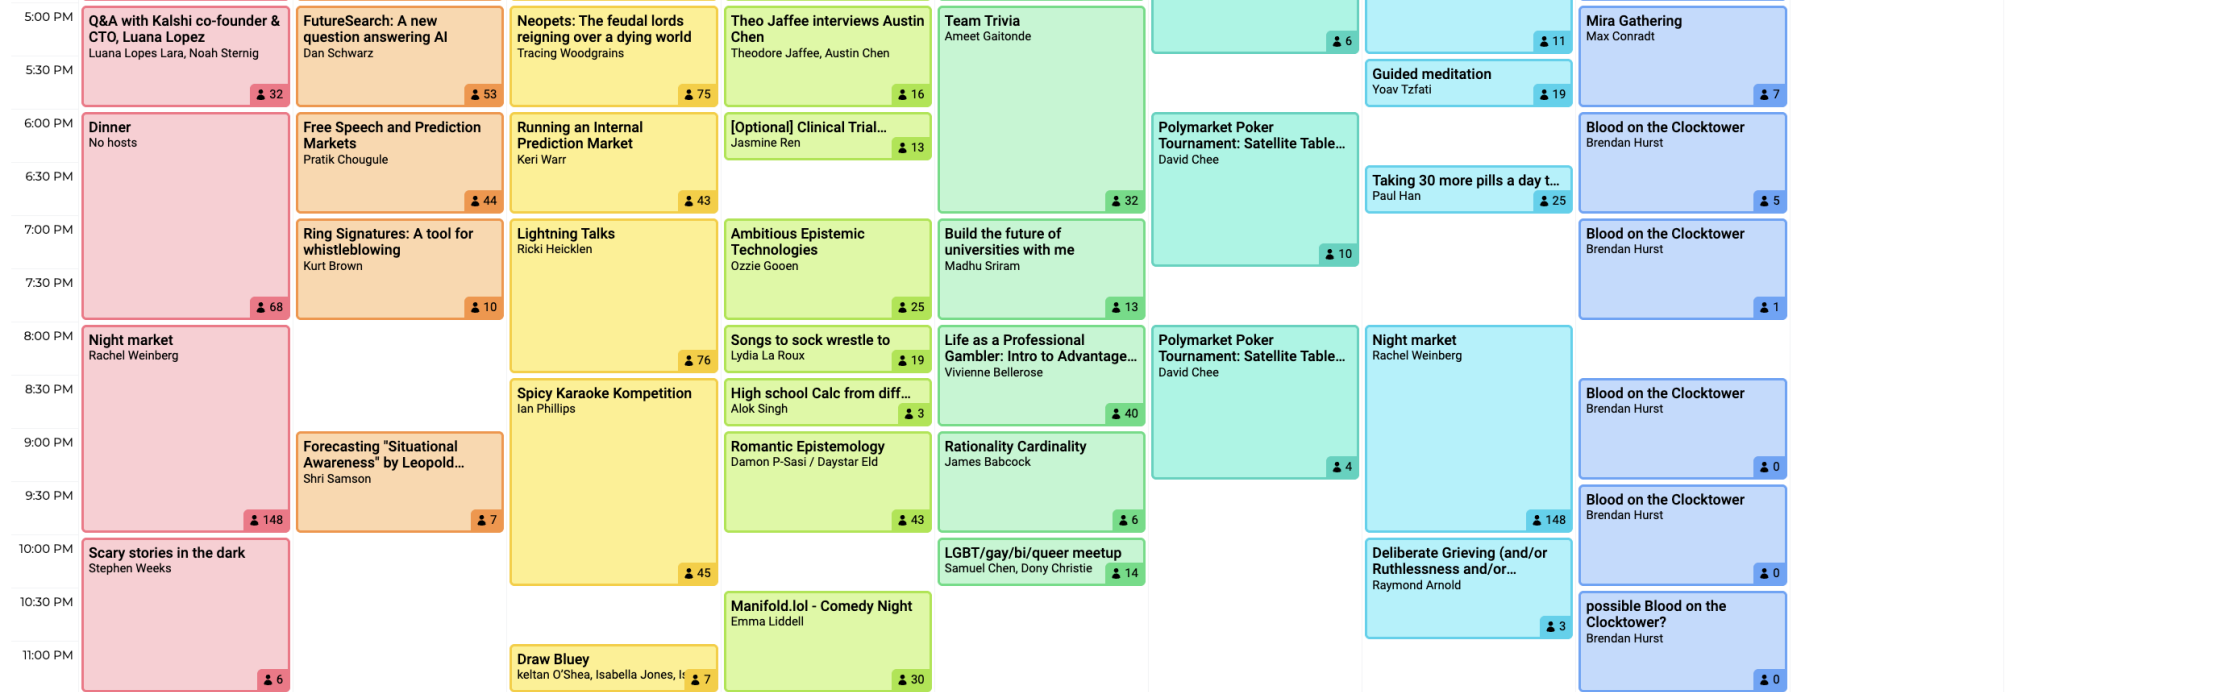 5:00 PM
5:30 PM
6:00 PM
6:30 PM
7:00 PM
7:30 PM
8:00 PM
8:30 PM
9:00 PM
9:30 PM
10:00 PM
10:30 PM
11:00 PM
Q&A with Kalshi co-founder &
CTO, Luana Lopez
Luana Lopes Lara, Noah Sternig
32
Dinner
No hosts
68
Night market
Rachel Weinberg
148
Scary stories in the dark
Stephen Weeks
6
FutureSearch: A new
question answering AI
Dan Schwarz
53
Free Speech and Prediction
Markets
Pratik Chougule
44
Ring Signatures: A tool for
whistleblowing
Kurt Brown
10
Forecasting "Situational
Awareness" by Leopold…
Shri Samson
7
Neopets: The feudal lords
reigning over a dying world
Tracing Woodgrains
75
Running an Internal
Prediction Market
Keri Warr
43
Lightning Talks
Ricki Heicklen
76
Spicy Karaoke Kompetition
Ian Phillips
45
Draw Bluey
keltan O'Shea, Isabella Jones, Is
7
Theo Jaffee interviews Austin
Chen
Theodore Jaffee, Austin Chen
16
[Optional] Clinical Trial…
Jasmine Ren
13
Ambitious Epistemic
Technologies
Ozzie Gooen
25
Songs to sock wrestle to
Lydia La Roux
19
High school Calc from diff…
Alok Singh
3
Romantic Epistemology
Damon P-Sasi / Daystar Eld
43
Manifold.lol - Comedy Night
Emma Liddell
30
Team Trivia
Ameet Gaitonde
32
Build the future of
universities with me
Madhu Sriram
13
Life as a Professional
Gambler: Intro to Advantage…
Vivienne Bellerose
40
Rationality Cardinality
James Babcock
6
LGBT/gay/bi/queer meetup
Samuel Chen, Dony Christie
14
6
Polymarket Poker
Tournament: Satellite Table…
David Chee
10
Polymarket Poker
Tournament: Satellite Table…
David Chee
4
11
Guided meditation
Yoav Tzfati
19
Taking 30 more pills a day t…
Paul Han
25
Night market
Rachel Weinberg
148
Deliberate Grieving (and/or
Ruthlessness and/or…
Raymond Arnold
3
Mira Gathering
Max Conradt
7
Blood on the Clocktower
Brendan Hurst
5
Blood on the Clocktower
Brendan Hurst
1
Blood on the Clocktower
Brendan Hurst
0
Blood on the Clocktower
Brendan Hurst
0
possible Blood on the
Clocktower?
Brendan Hurst
0